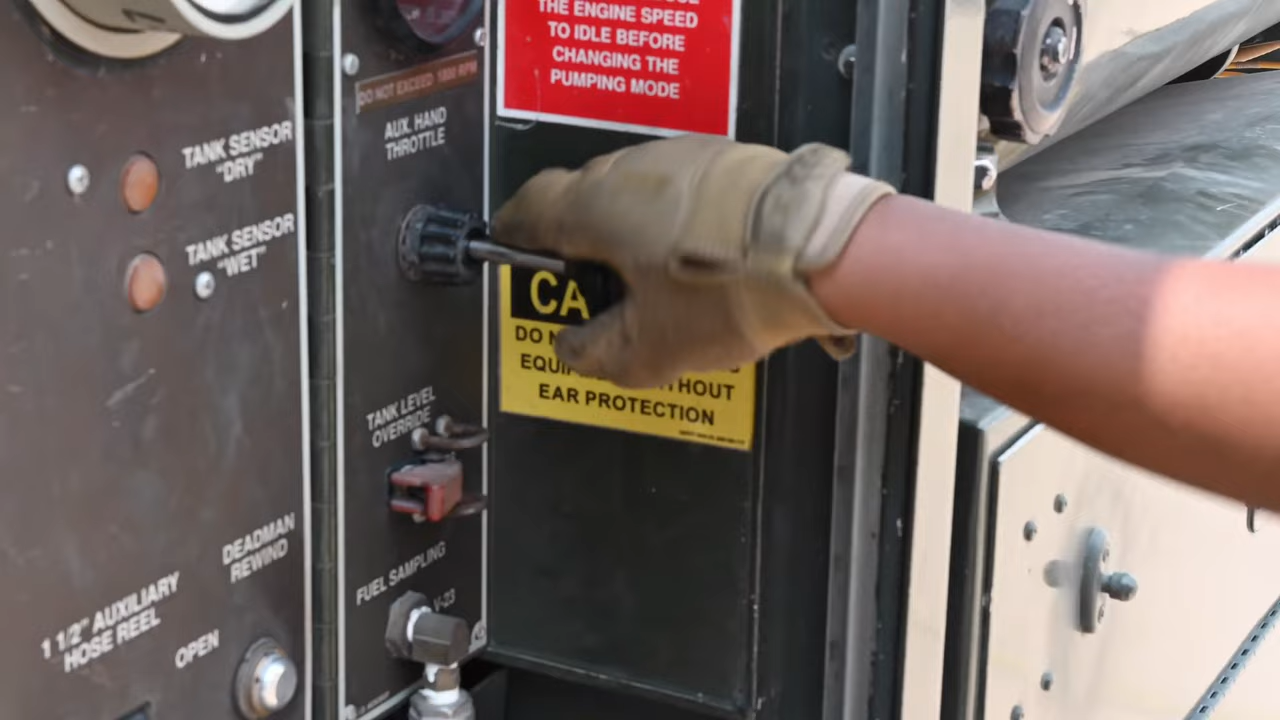 THE ENGINE SPEED
TO IDLE BEFORE
CHANGING THE
PUMPING MODE
DO NOT EXCEED 1800 RPM
AUX. HAND
THROTTLE
TANK SENSOR
"DRY"
TANK SENSOR
"WET"
CA
DO
EAR PROTECTION
TANK LEVEL
OVERRIDE
DEADMAN
REWIND
FUEL SAMPLING
V-23
1 1/2" AUXILIARY
HOSE REEL
OPEN